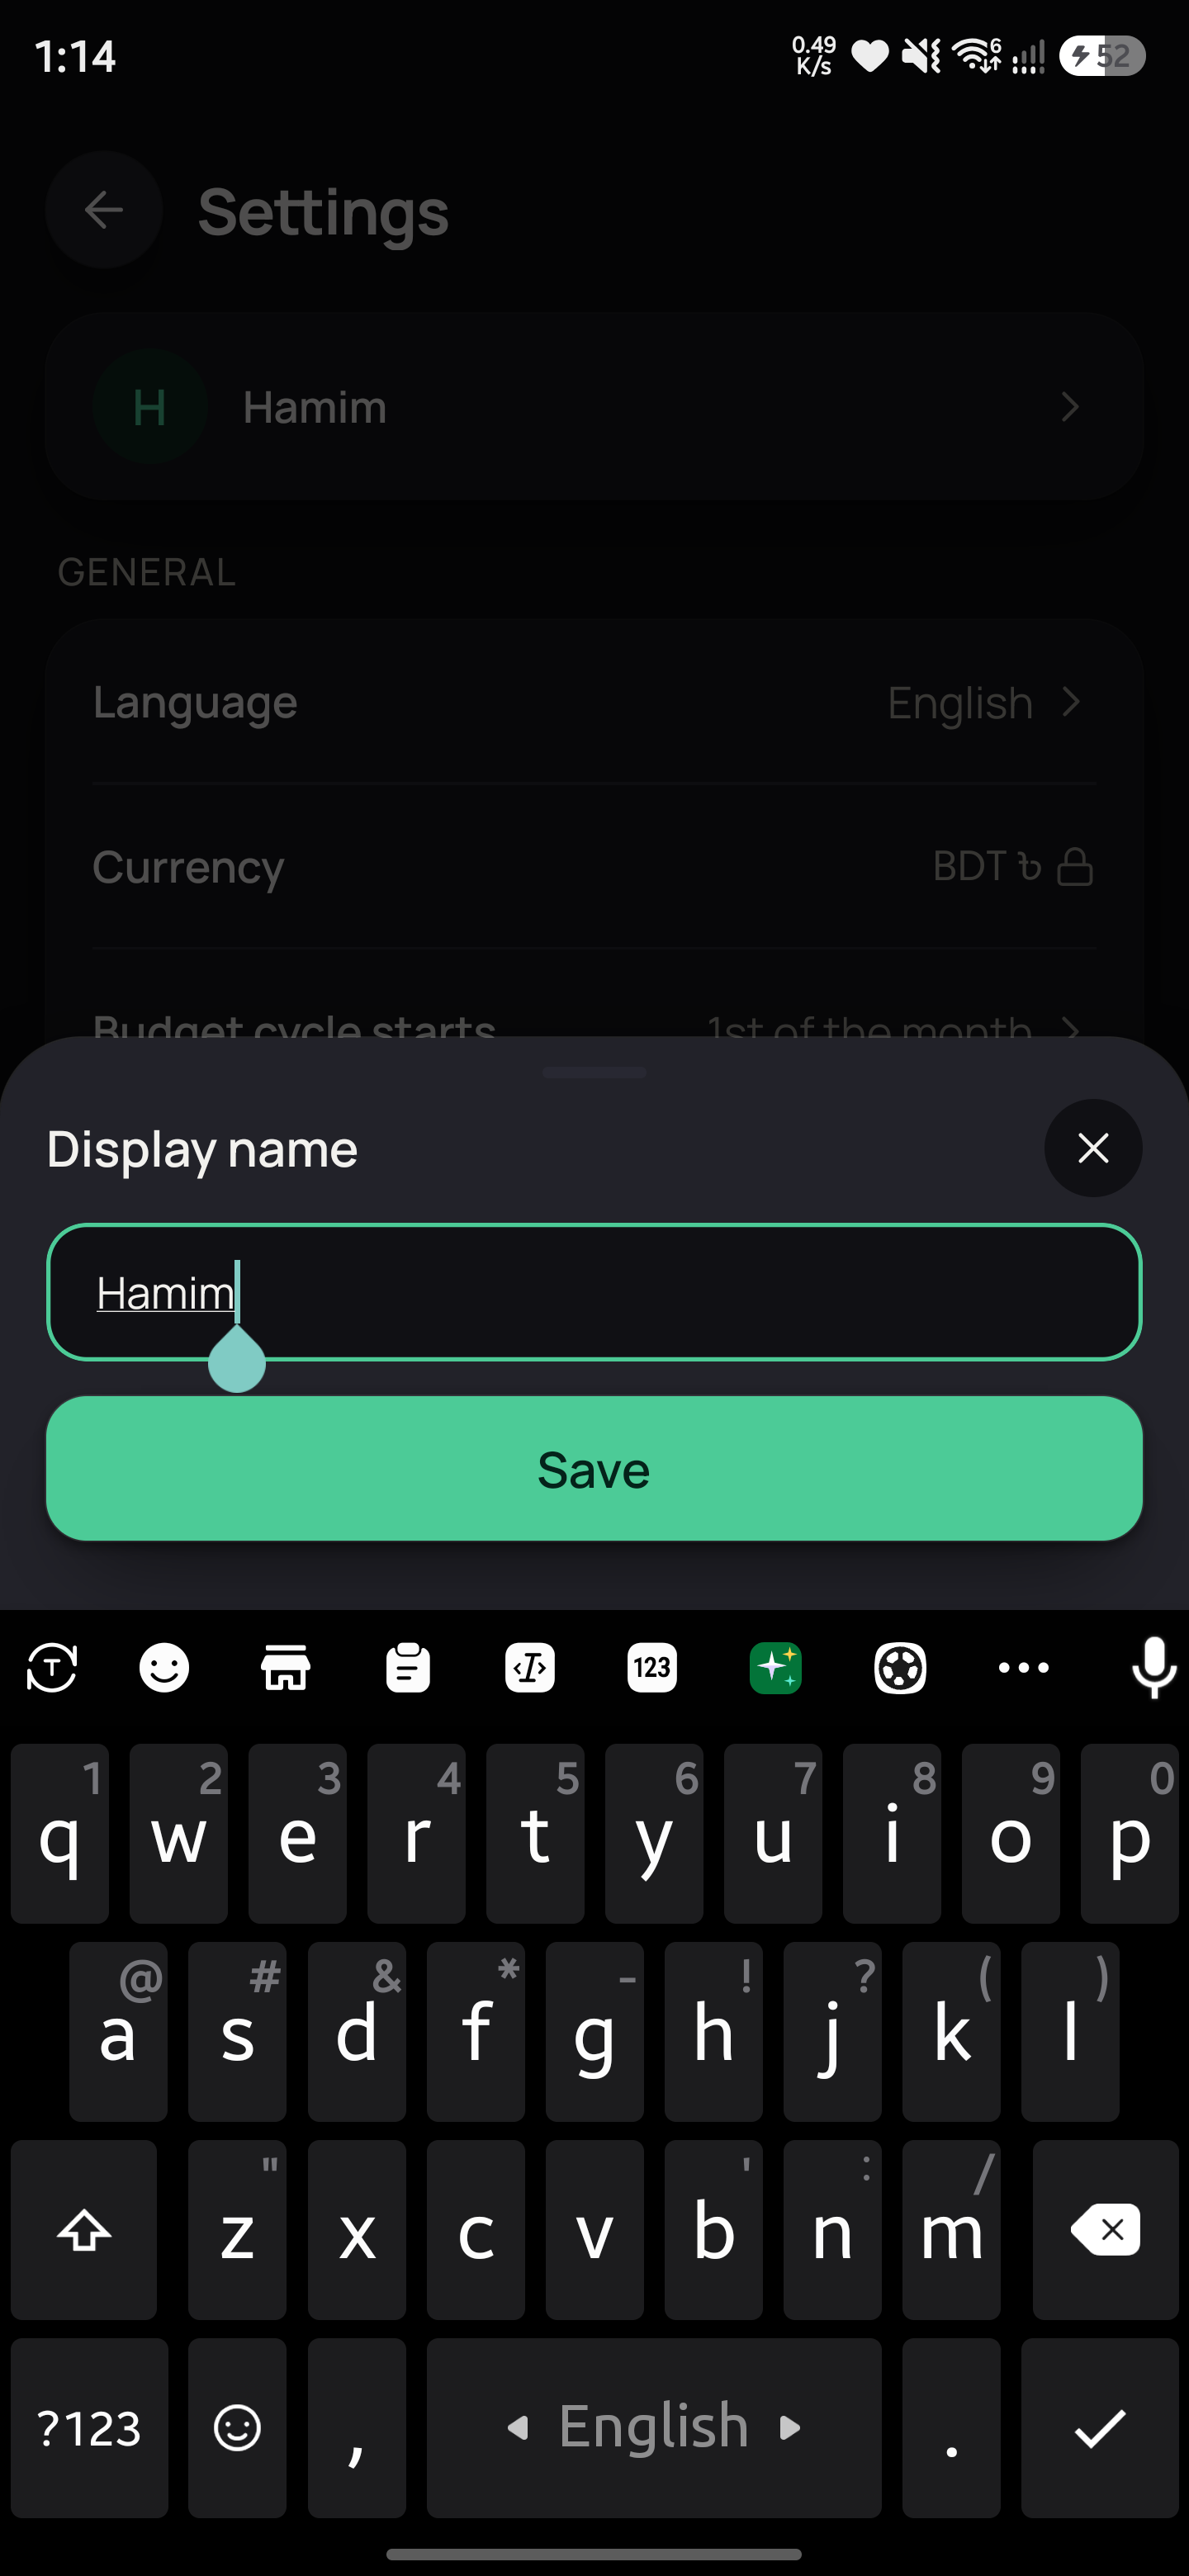 1:14
0.49
K/s
6
52
Settings
H
Hamim
GENERAL
Language
English
Currency
BDT ৳
Budget cycle starts
1st of the month
Display name
Hamim
Save
T
123
1 2 3 4 5 6 7 8 9 0
q w e r t y u i o p
@ # & * - ! ? ( )
a s d f g h j k l
" ' : /
z x c v b n m
?123 , English .